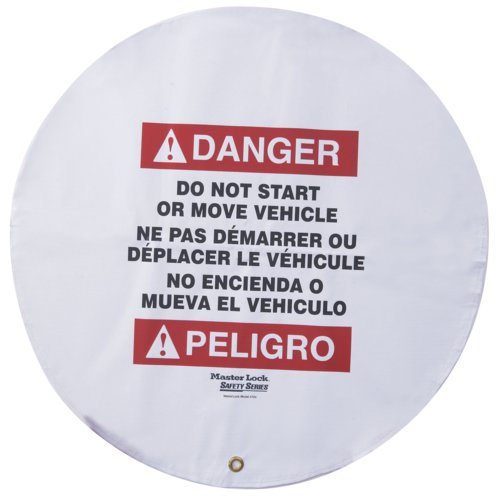 DANGER
DO NOT START
OR MOVE VEHICLE
NE PAS DÉMARRER OU
DÉPLACER LE VÉHICULE
NO ENCIENDA O
MUEVA EL VEHICULO
PELIGRO
Master Lock
SAFETY SERIES